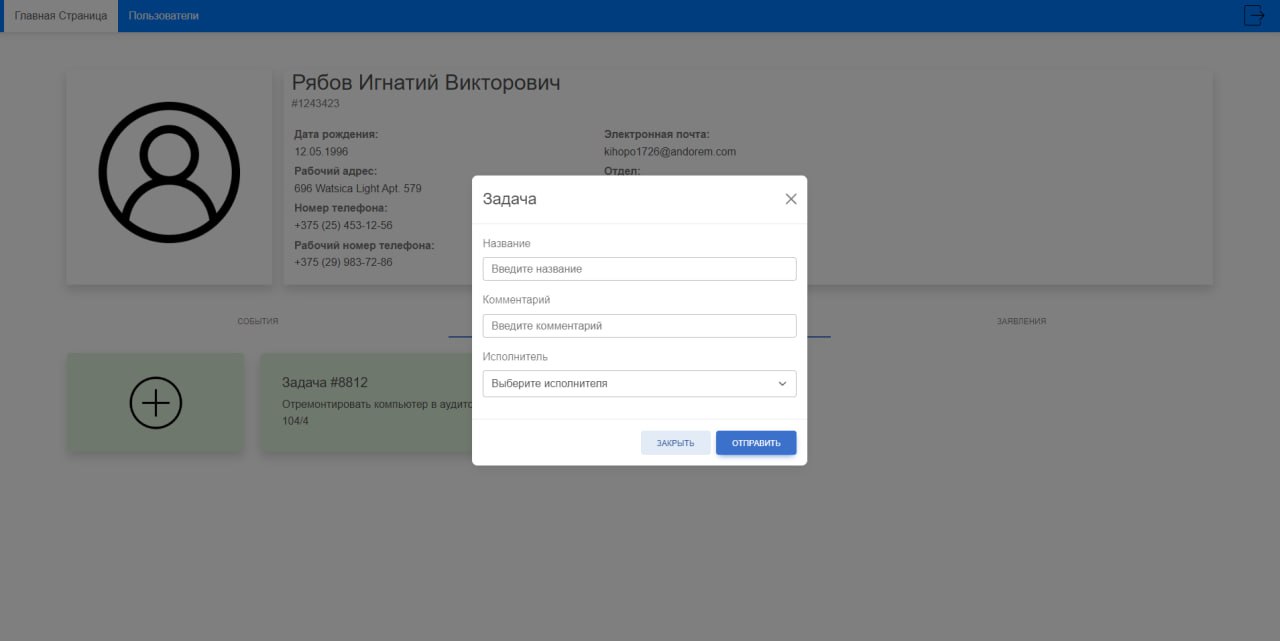 Главная Страница
Пользователи
Рябов Игнатий Викторович
#1243423
Дата рождения:
12.05.1996
Рабочий адрес:
696 Watsica Light Apt. 579
Номер телефона:
+375 (25) 453-12-56
Рабочий номер телефона:
+375 (29) 983-72-86
Электронная почта:
kihopo1726@andorem.com
Отдел:
СОБЫТИЯ
ЗАЯВЛЕНИЯ
Задача #8812
Отремонтировать компьютер в
104/4
Задача
Название
Введите название
Комментарий
Введите комментарий
Исполнитель
Выберите исполнителя
ЗАКРЫТЬ
ОТПРАВИТЬ